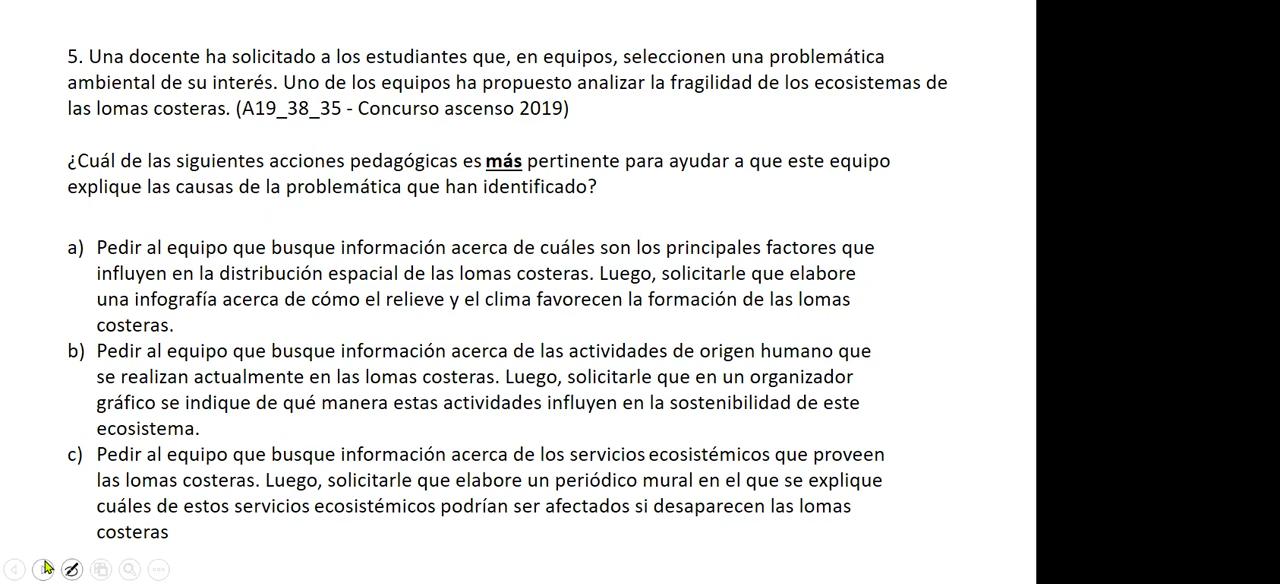 5. Una docente ha solicitado a los estudiantes que, en equipos, seleccionen una problemática
ambiental de su interés. Uno de los equipos ha propuesto analizar la fragilidad de los ecosistemas de
las lomas costeras. (A19_38_35 - Concurso ascenso 2019)
¿Cuál de las siguientes acciones pedagógicas es más pertinente para ayudar a que este equipo
explique las causas de la problemática que han identificado?
a) Pedir al equipo que busque información acerca de cuáles son los principales factores que
influyen en la distribución espacial de las lomas costeras. Luego, solicitarle que elabore
una infografía acerca de cómo el relieve y el clima favorecen la formación de las lomas
costeras.
b) Pedir al equipo que busque información acerca de las actividades de origen humano que
se realizan actualmente en las lomas costeras. Luego, solicitarle que en un organizador
gráfico se indique de qué manera estas actividades influyen en la sostenibilidad de este
ecosistema.
c) Pedir al equipo que busque información acerca de los servicios ecosistémicos que proveen
las lomas costeras. Luego, solicitarle que elabore un periódico mural en el que se explique
cuáles de estos servicios ecosistémicos podrían ser afectados si desaparecen las lomas
costeras